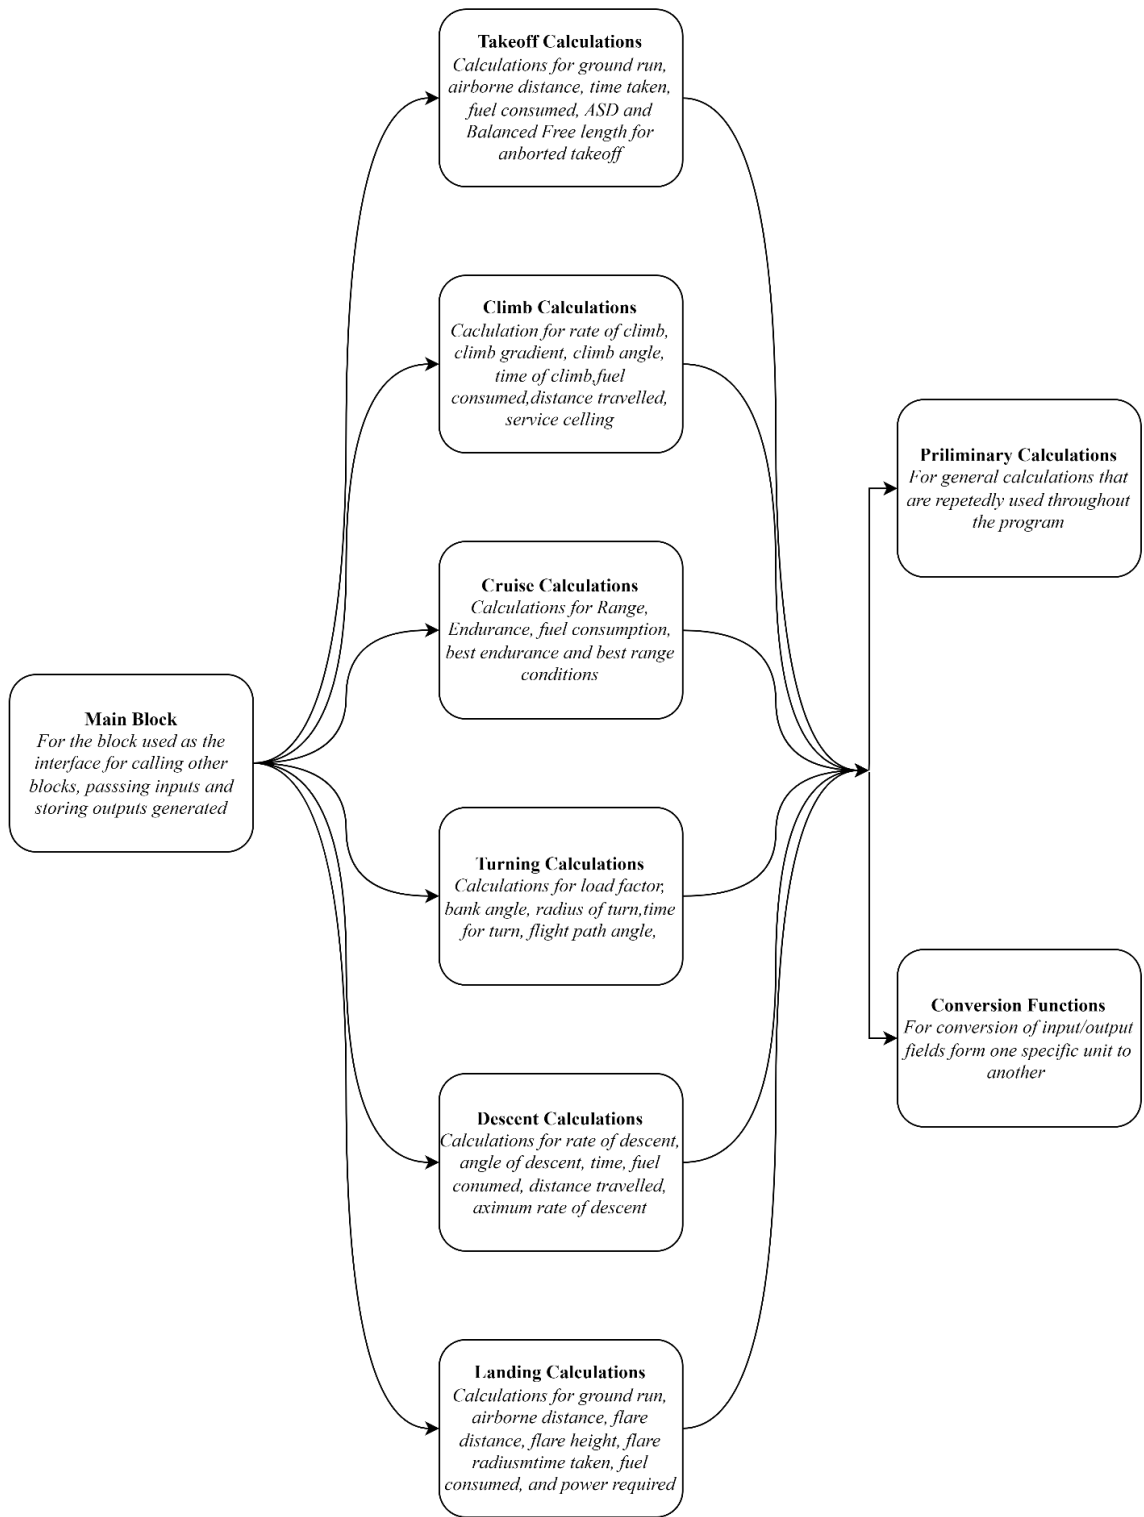 Takeoff Calculations
Calculations for ground run,
airborne distance, time taken,
fuel consumed, ASD and
Balanced Free length for
anborted takeoff
Climb Calculations
Caclulation for rate of climb,
climb gradient, climb angle,
time of climb,fuel
consumed,distance travelled,
service celling
Priliminary Calculations
For general calculations that
are repetedly used throughout
the program
Cruise Calculations
Calculations for Range,
Endurance, fuel consumption,
best endurance and best range
conditions
Main Block
For the block used as the
interface for calling other
blocks, passsing inputs and
storing outputs generated
Turning Calculations
Calculations for load factor,
bank angle, radius of turn,time
for turn, flight path angle,
Conversion Functions
For conversion of input/output
fields form one specific unit to
another
Descent Calculations
Calculations for rate of descent,
angle of descent, time, fuel
conumed, distance travelled,
aximum rate of descent
Landing Calculations
Calculations for ground run,
airborne distance, flare
distance, flare height, flare
radiusmtime taken, fuel
consumed, and power required